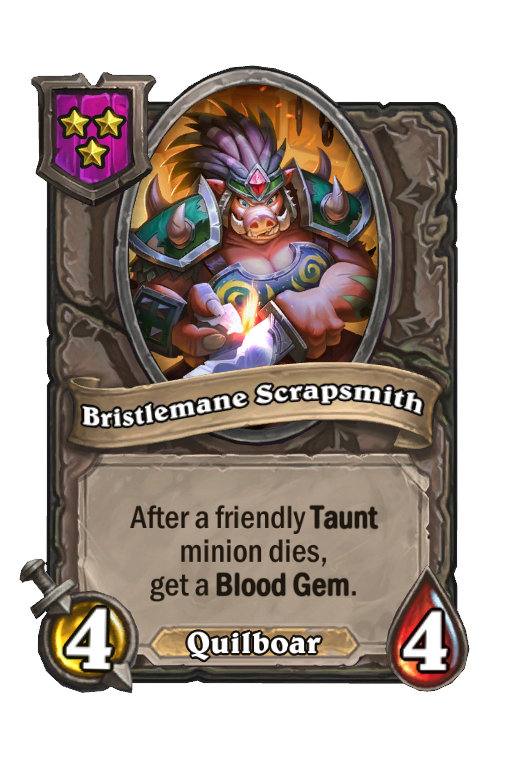 Bristlemane Scrapsmith
After a friendly Taunt
minion dies,
get a Blood Gem.
4
Quilboar
4